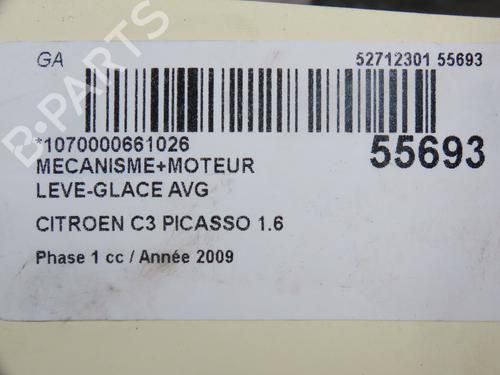 GA
52712301 55693
*1070000661026
55693
MECANISME+MOTEUR
LEVE-GLACE AVG
CITROEN C3 PICASSO 1.6
Phase 1 cc / Année 2009
B-PARTS